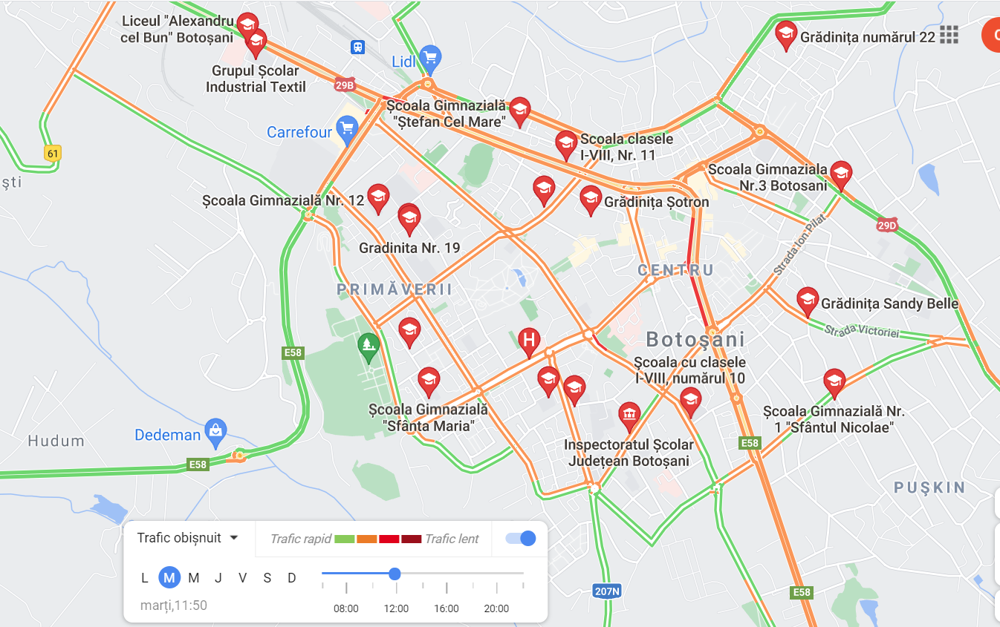 Liceul "Alexandru
cel Bun" Botoșani
Grupul Școlar
Industrial Textil
29B
Lidl
Grădinița numărul 22
Școala Gimnazială
"Ștefan Cel Mare"
Carrefour
Scoala clasele
I-VIII, Nr. 11
61
ști
Școala Gimnaziala
Nr.3 Botosani
Școala Gimnazială Nr. 12
Grădinița Șotron
29D
Gradinita Nr. 19
Strada Ion Pilat
CENTRU
PRIMĂVERII
Grădinița Sandy Belle
Strada Victoriei
H
Botoşani
E58
Şcoala cu clasele
I-VIII, numărul 10
Școala Gimnazială
"Sfânta Maria"
Școala Gimnazială Nr.
1 "Sfântul Nicolae"
Dedeman
Hudum
Inspectoratul Școlar
Județean Botoșani
E58
E58
PUŞKIN
Trafic obișnuit
Trafic rapid
Trafic lent
L M M J V S D
marți,11:50
08:00 12:00 16:00 20:00
207N
E58